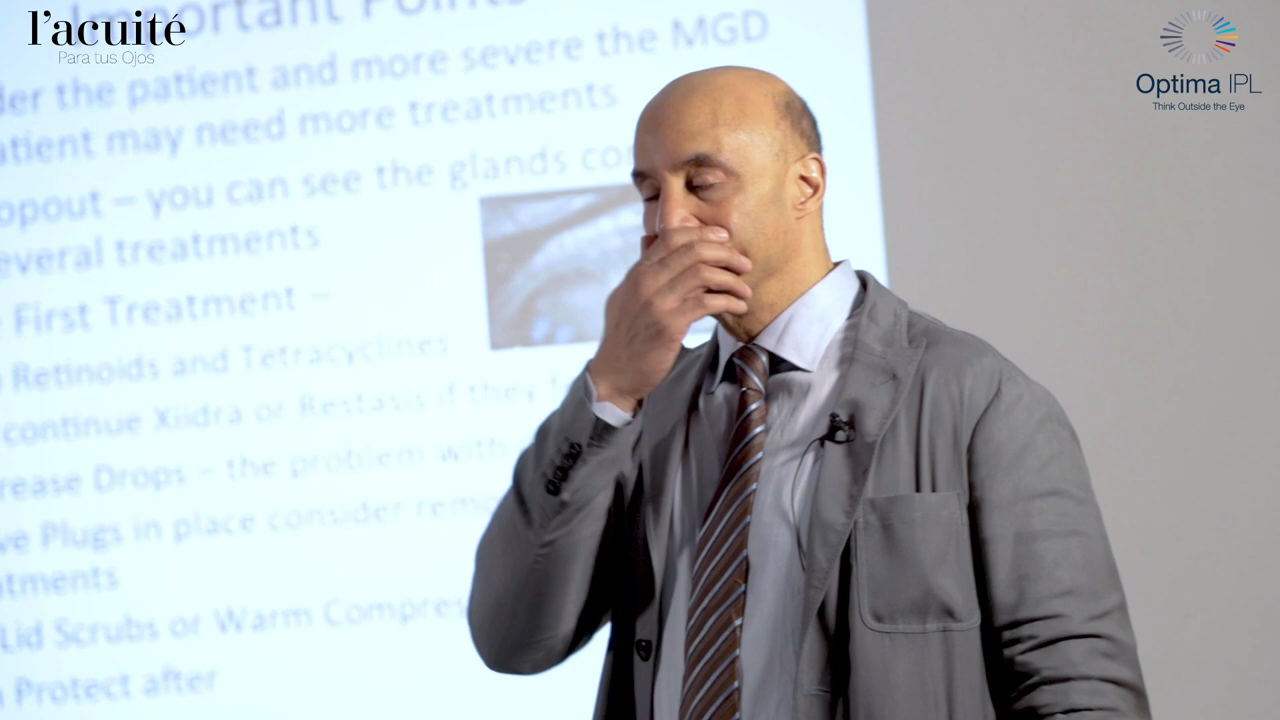 l'acuité
Para tus Ojos
Optima IPL
Think Outside the Eye
Important Points
der the patient and more severe the MGD
atient may need more treatments
opout – you can see the glands
everal treatments
First Treatment –
Retinoids and Tetracyclines
continue Xiidra or Restasis if they
rease Drops – the problem with
ve Plugs in place consider
atments
Lid Scrubs or Warm
Protect after